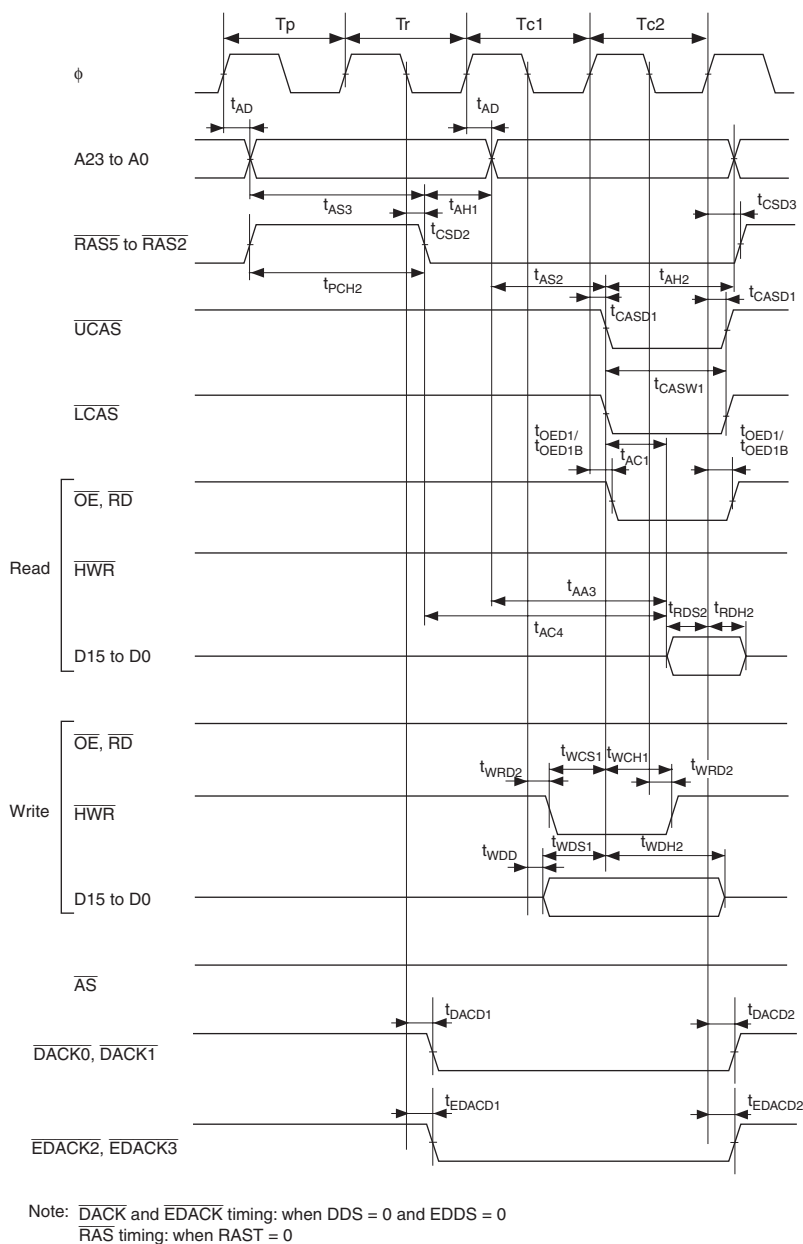 Tp Tr Tc1 Tc2
ϕ
tAD tAD
A23 to A0
tAS3 tAH1 tCSD3
tCSD2
RAS5 to RAS2
tPCH2 tAS2 tAH2
tCASD1 tCASD1
UCAS
tCASW1
LCAS
tOED1/ tOED1/
tOED1B tAC1 tOED1B
OE, RD
Read
HWR
tAA3
tRDS2 tRDH2
tAC4
D15 to D0
OE, RD
tWCS1 tWCH1
tWRD2 tWRD2
Write
HWR
tWDS1 tWDH2
tWDD
D15 to D0
AS
tDACD1 tDACD2
DACK0, DACK1
tEDACD1 tEDACD2
EDACK2, EDACK3
Note: DACK and EDACK timing: when DDS = 0 and EDDS = 0
RAS timing: when RAST = 0